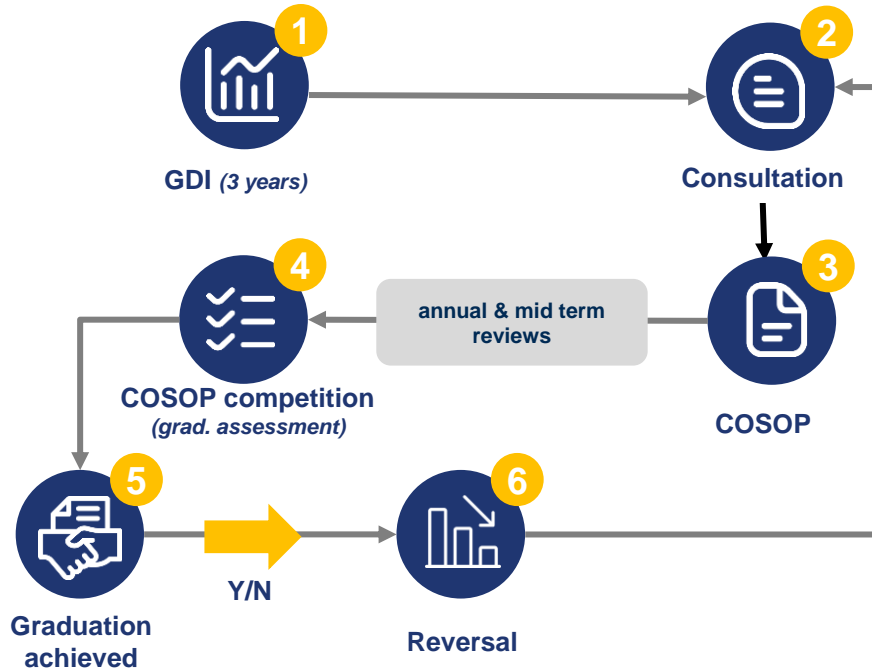 1
GDI (3 years)
2
Consultation
3
COSOP
annual & mid term
reviews
4
COSOP competition
(grad. assessment)
5
Graduation
achieved
Y/N
6
Reversal